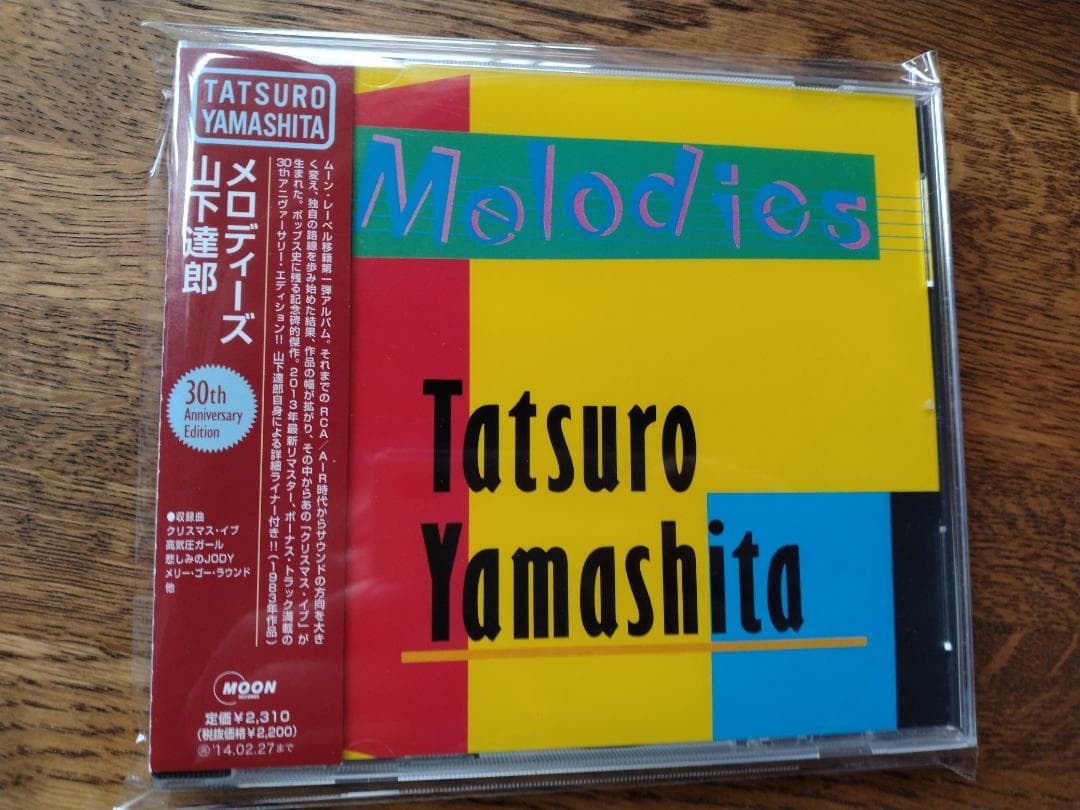 TATSURO
YAMASHITA
メロディーズ
山下達郎
ムーン・レーベル移籍第一弾アルバム。それまでのRCA/AIR時代からサウンドの方向を大き
く変え、独自の路線を歩み始めた結果、作品の幅が拡がり、その中からあの「クリスマス・イブ」が
生まれた。ポップス史に残る記念碑的傑作。2013年最新リマスター、ボーナス・トラック満載の
30thアニヴァーサリー・エディション!! 山下達郎自身による詳細ライナー付き!!(1983年作品)
30th
Anniversary
Edition
●収録曲
クリスマス・イブ
高気圧ガール
悲しみのJODY
メリー・ゴー・ラウンド
他
MOON
RECORDS
定価¥2,310
(税抜価格¥2,200)
'14.02.27まで
Melodies
Tatsuro
Yamashita